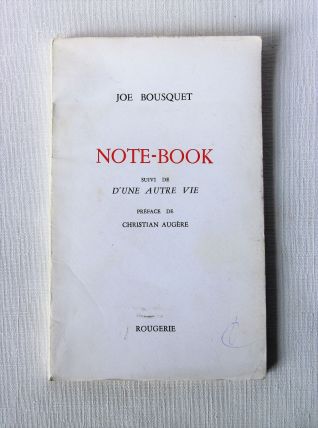 JOE BOUSQUET
NOTE-BOOK
SUIVI DE
D'UNE AUTRE VIE
PRÉFACE DE
CHRISTIAN AUGÈRE
ROUGERIE